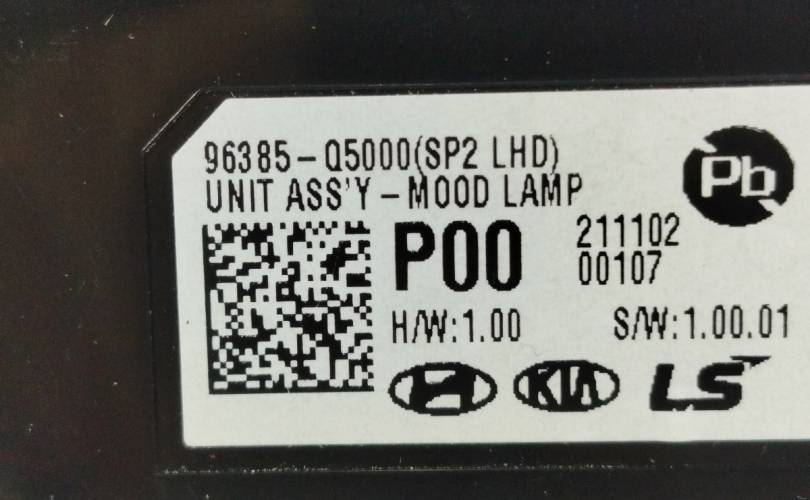 96385-Q5000(SP2 LHD)
UNIT ASS'Y-MOOD LAMP
Pb
P00
211102
00107
H/W:1.00
S/W:1.00.01
KIA
LS